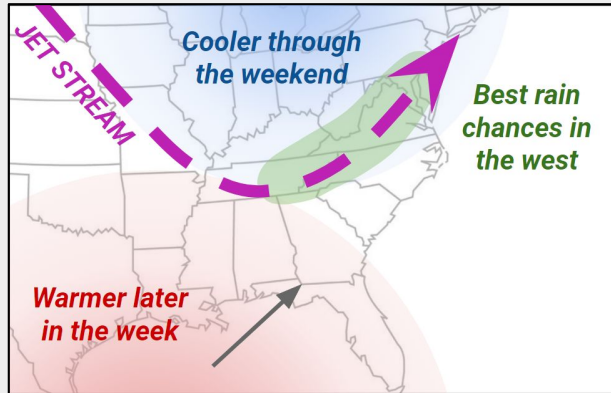 JET STREAM
Cooler through
the weekend
Best rain
chances in
the west
Warmer later
in the week